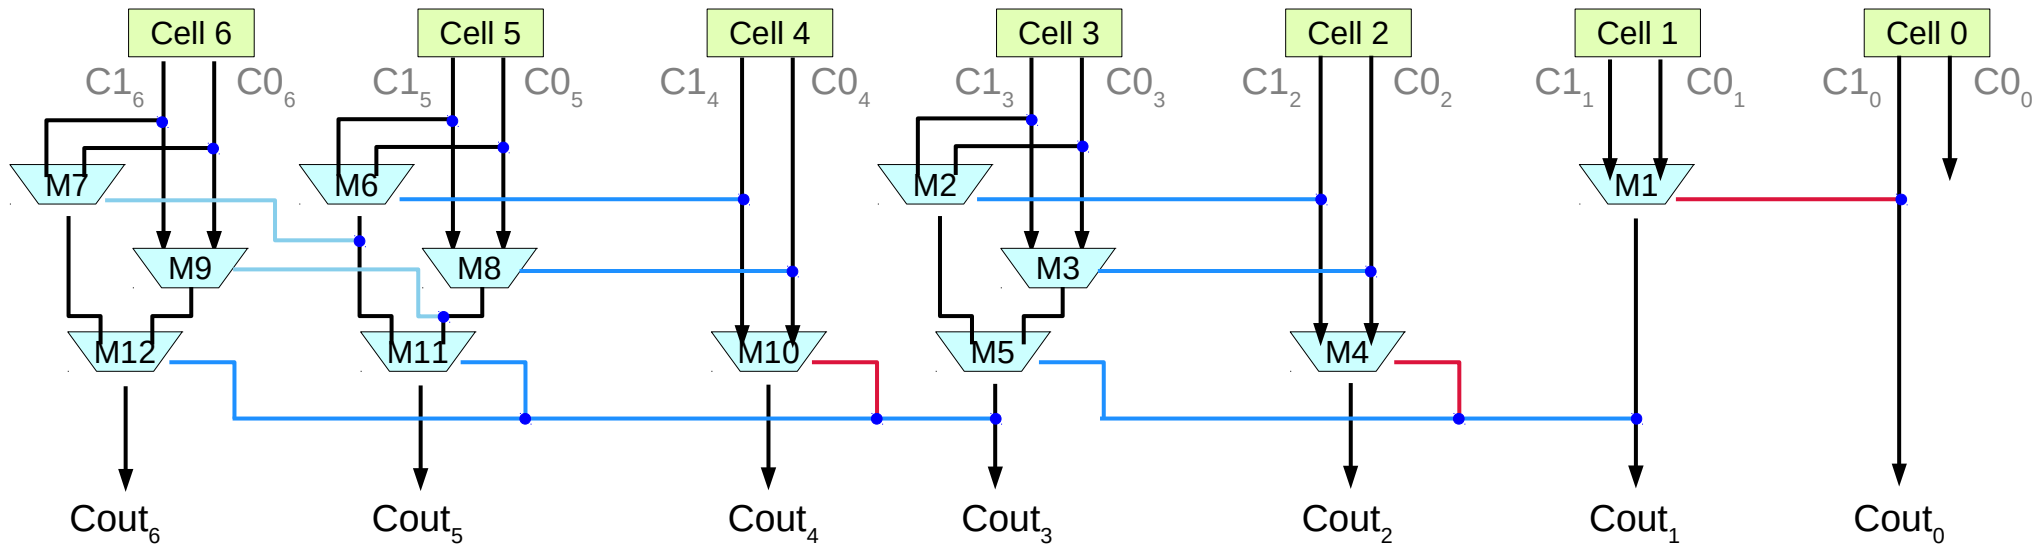 Cell 6 Cell 5 Cell 4 Cell 3 Cell 2 Cell 1 Cell 0
C1₆ C0₆ C1₅ C0₅ C1₄ C0₄ C1₃ C0₃ C1₂ C0₂ C1₁ C0₁ C1₀ C0₀
M7 M6 M2 M1
M9 M8 M3
M12 M11 M10 M5 M4
Cout₆ Cout₅ Cout₄ Cout₃ Cout₂ Cout₁ Cout₀